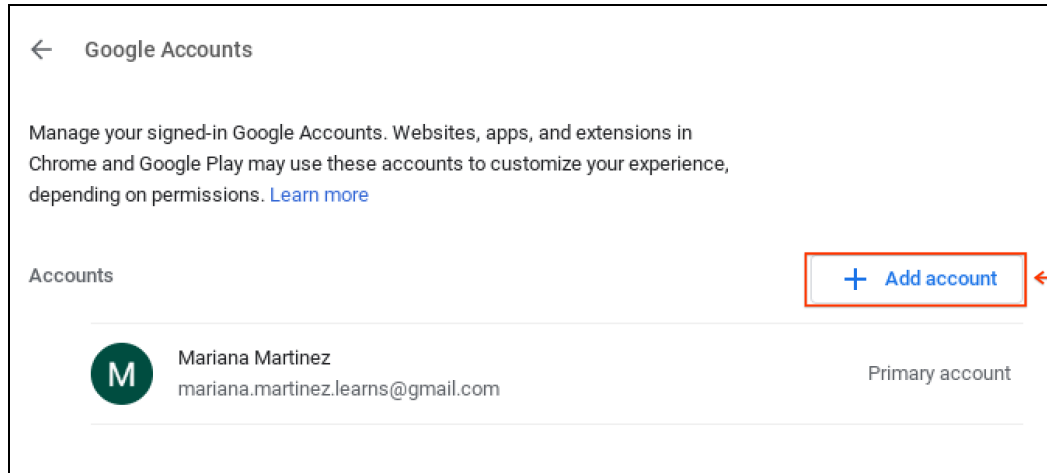 Google Accounts
Manage your signed-in Google Accounts. Websites, apps, and extensions in
Chrome and Google Play may use these accounts to customize your experience,
depending on permissions. Learn more
Accounts
+ Add account
M
Mariana Martinez
mariana.martinez.learns@gmail.com
Primary account